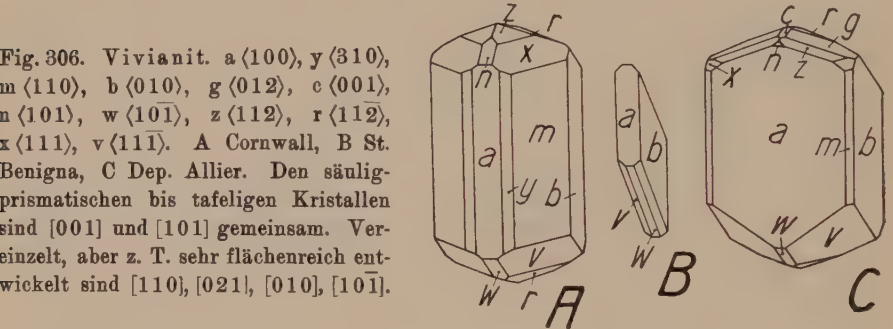 Fig. 306. Vivianit. a ⟨100⟩, y ⟨310⟩,
m ⟨110⟩, b ⟨010⟩, g ⟨012⟩, c ⟨001⟩,
n ⟨101⟩, w ⟨101̅⟩, z ⟨112⟩, r ⟨112̅⟩,
x ⟨111⟩, v ⟨111̅⟩. A Cornwall, B St.
Benigna, C Dep. Allier. Den säulig-
prismatischen bis tafeligen Kristallen
sind [001] und [101] gemeinsam. Ver-
einzelt, aber z. T. sehr flächenreich ent-
wickelt sind [110], [021], [010], [101̅].
z r
x
n
a m
y b
v
w r
A
a b
v
w
B
c r g
x n z
a m b
w v
C